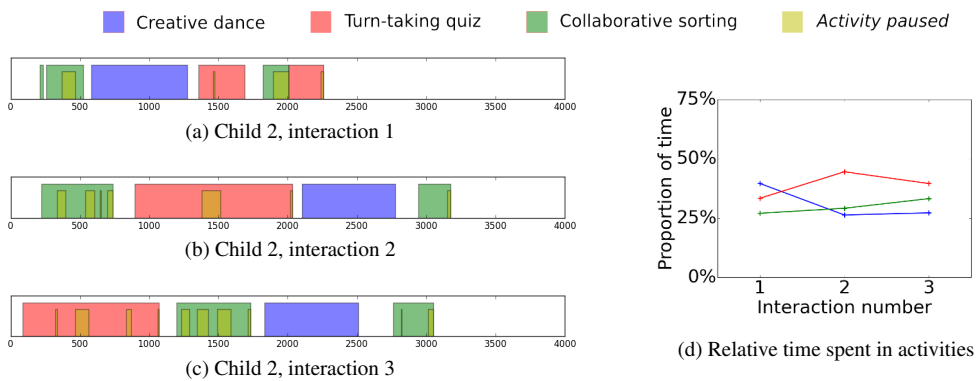 Creative dance Turn-taking quiz Collaborative sorting Activity paused
0 500 1000 1500 2000 2500 3000 3500 4000
(a) Child 2, interaction 1
0 500 1000 1500 2000 2500 3000 3500 4000
(b) Child 2, interaction 2
0 500 1000 1500 2000 2500 3000 3500 4000
(c) Child 2, interaction 3
Proportion of time
75%
50%
25%
0%
1 2 3
Interaction number
(d) Relative time spent in activities